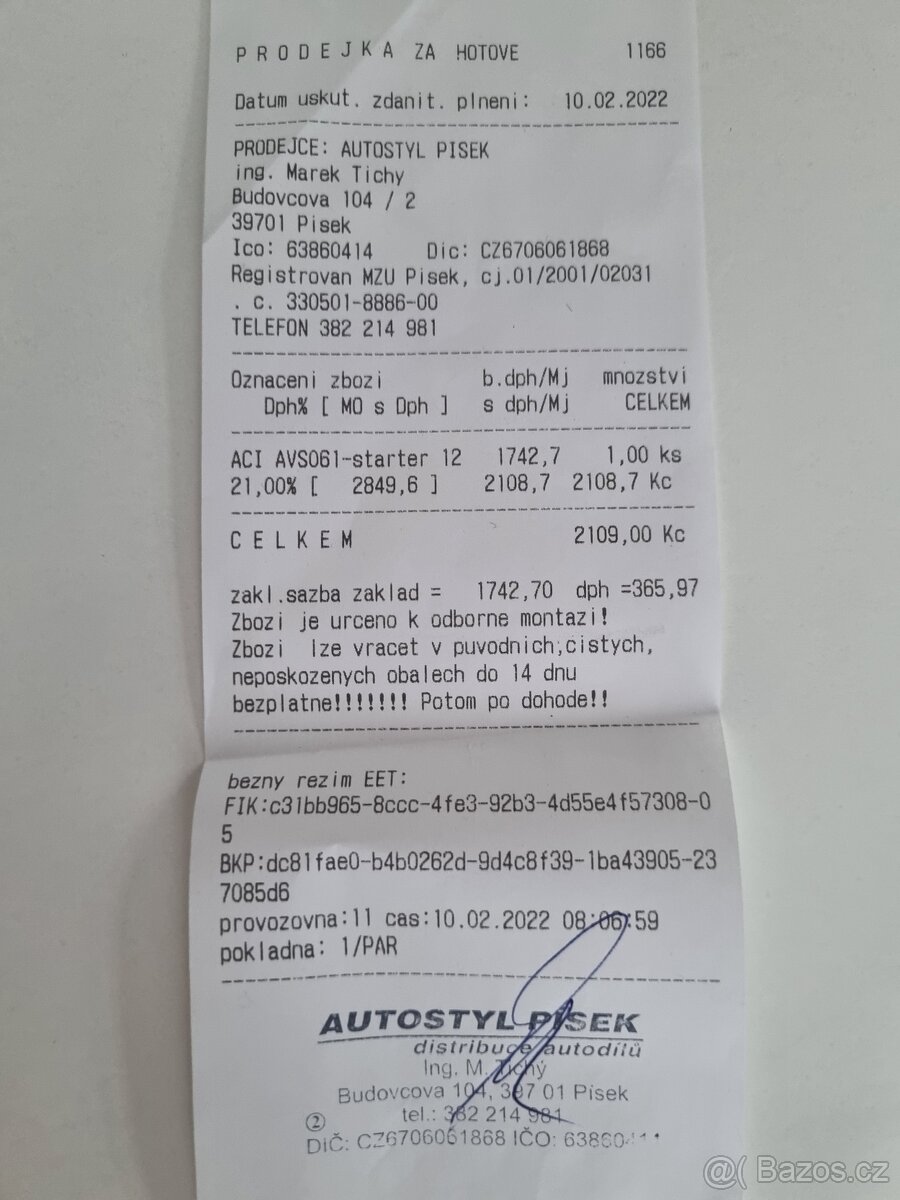 PRODEJKA ZA HOTOVE 1166
Datum uskut. zdanit. plneni: 10.02.2022
PRODEJCE: AUTOSTYL PISEK
ing. Marek Tichy
Budovcova 104 / 2
39701 Pisek
Ico: 63860414 Dic: CZ6706061868
Registrovan MZU Pisek, cj.01/2001/02031
. c. 330501-8886-00
TELEFON 382 214 981
Oznaceni zbozi b.dph/Mj mnozstvi
Dph% [ MO s Dph ] s dph/Mj CELKEM
ACI AVS061-starter 12 1742,7 1,00 ks
21,00% [ 2849,6 ] 2108,7 2108,7 Kc
CELKEM 2109,00 Kc
zakl.sazba zaklad = 1742,70 dph =365,97
Zbozi je urceno k odborne montazi!
Zbozi lze vracet v puvodnich,cistych,
neposkozenych obalech do 14 dnu
bezplatne!!!!!!! Potom po dohode!!
bezny rezim EET:
FIK:c31bb965-8ccc-4fe3-92b3-4d55e4f57308-0
5
BKP:dc81fae0-b4b0262d-9d4c8f39-1ba43905-23
7085d6
provozovna:11 cas:10.02.2022 08:06:59
pokladna: 1/PAR
AUTOSTYL PÍSEK
distribuce autodílů
Ing. M. Tichý
Budovcova 104, 397 01 Písek
② tel.: 382 214 981
DIČ: CZ6706061868 IČO:
@( Bazos.cz